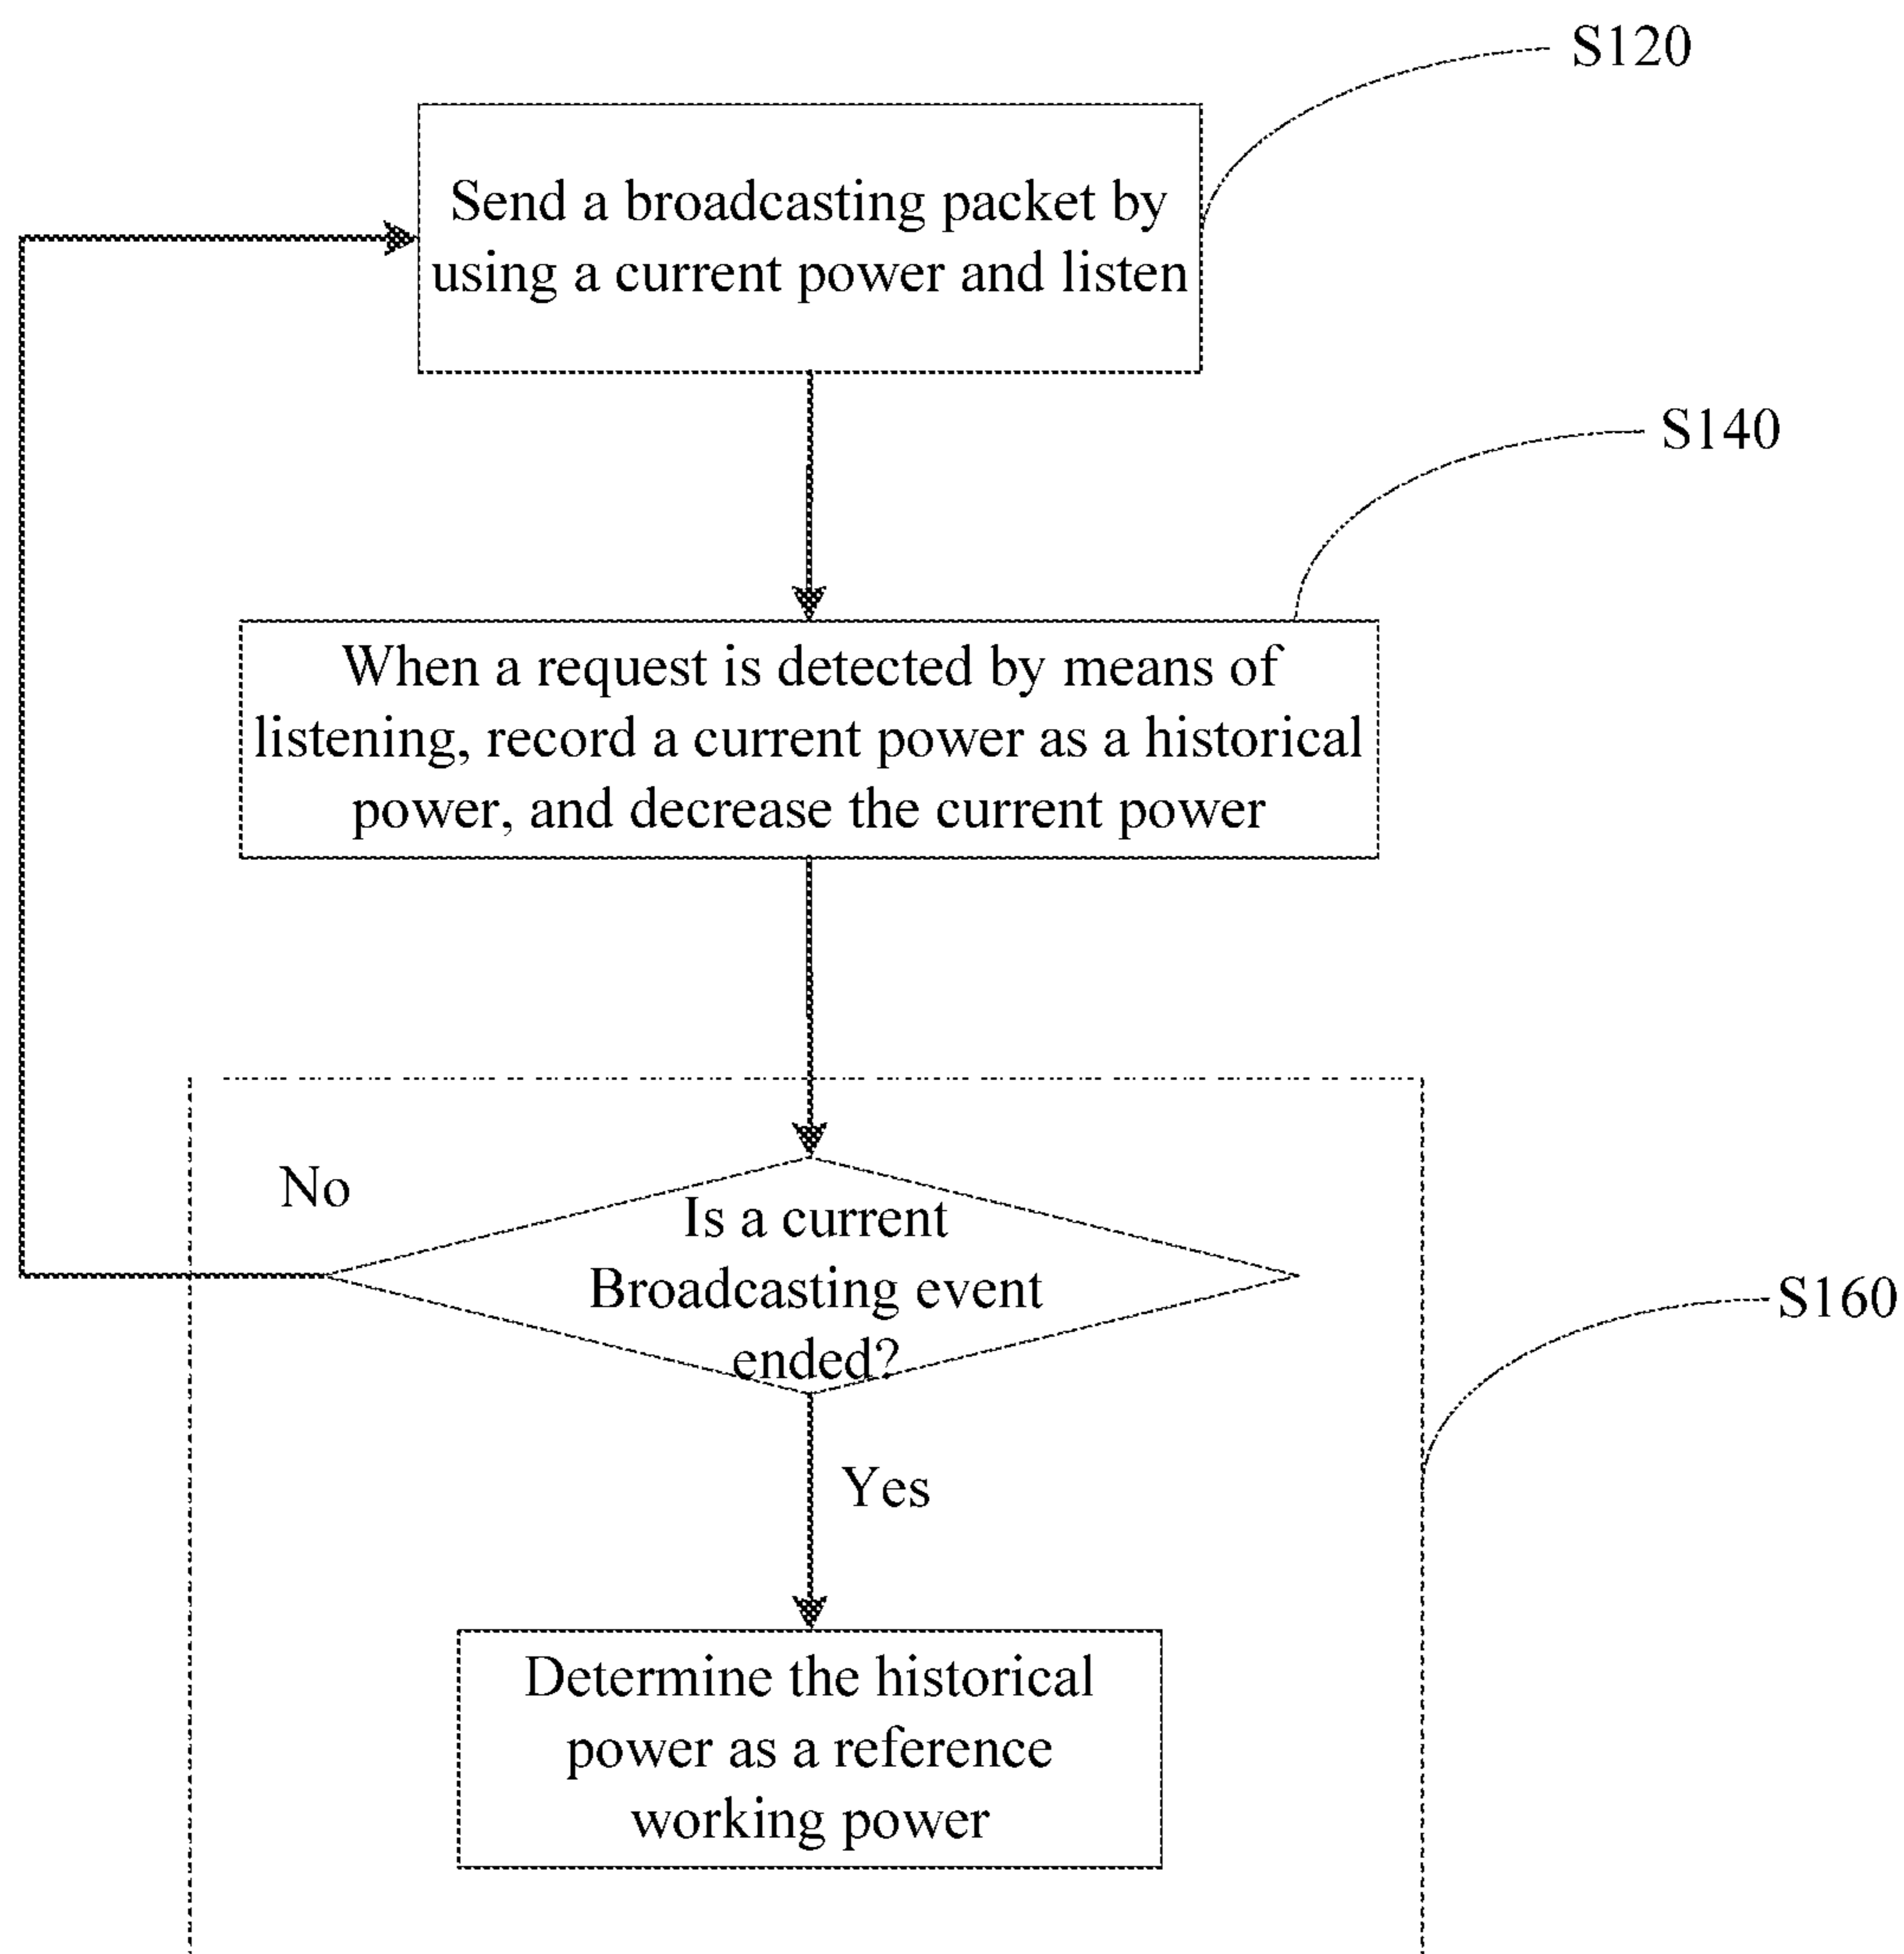 S120
Send a broadcasting packet by
using a current power and listen
S140
When a request is detected by means of
listening, record a current power as a historical
power, and decrease the current power
No
Is a current
Broadcasting event
ended?
S160
Yes
Determine the historical
power as a reference
working power